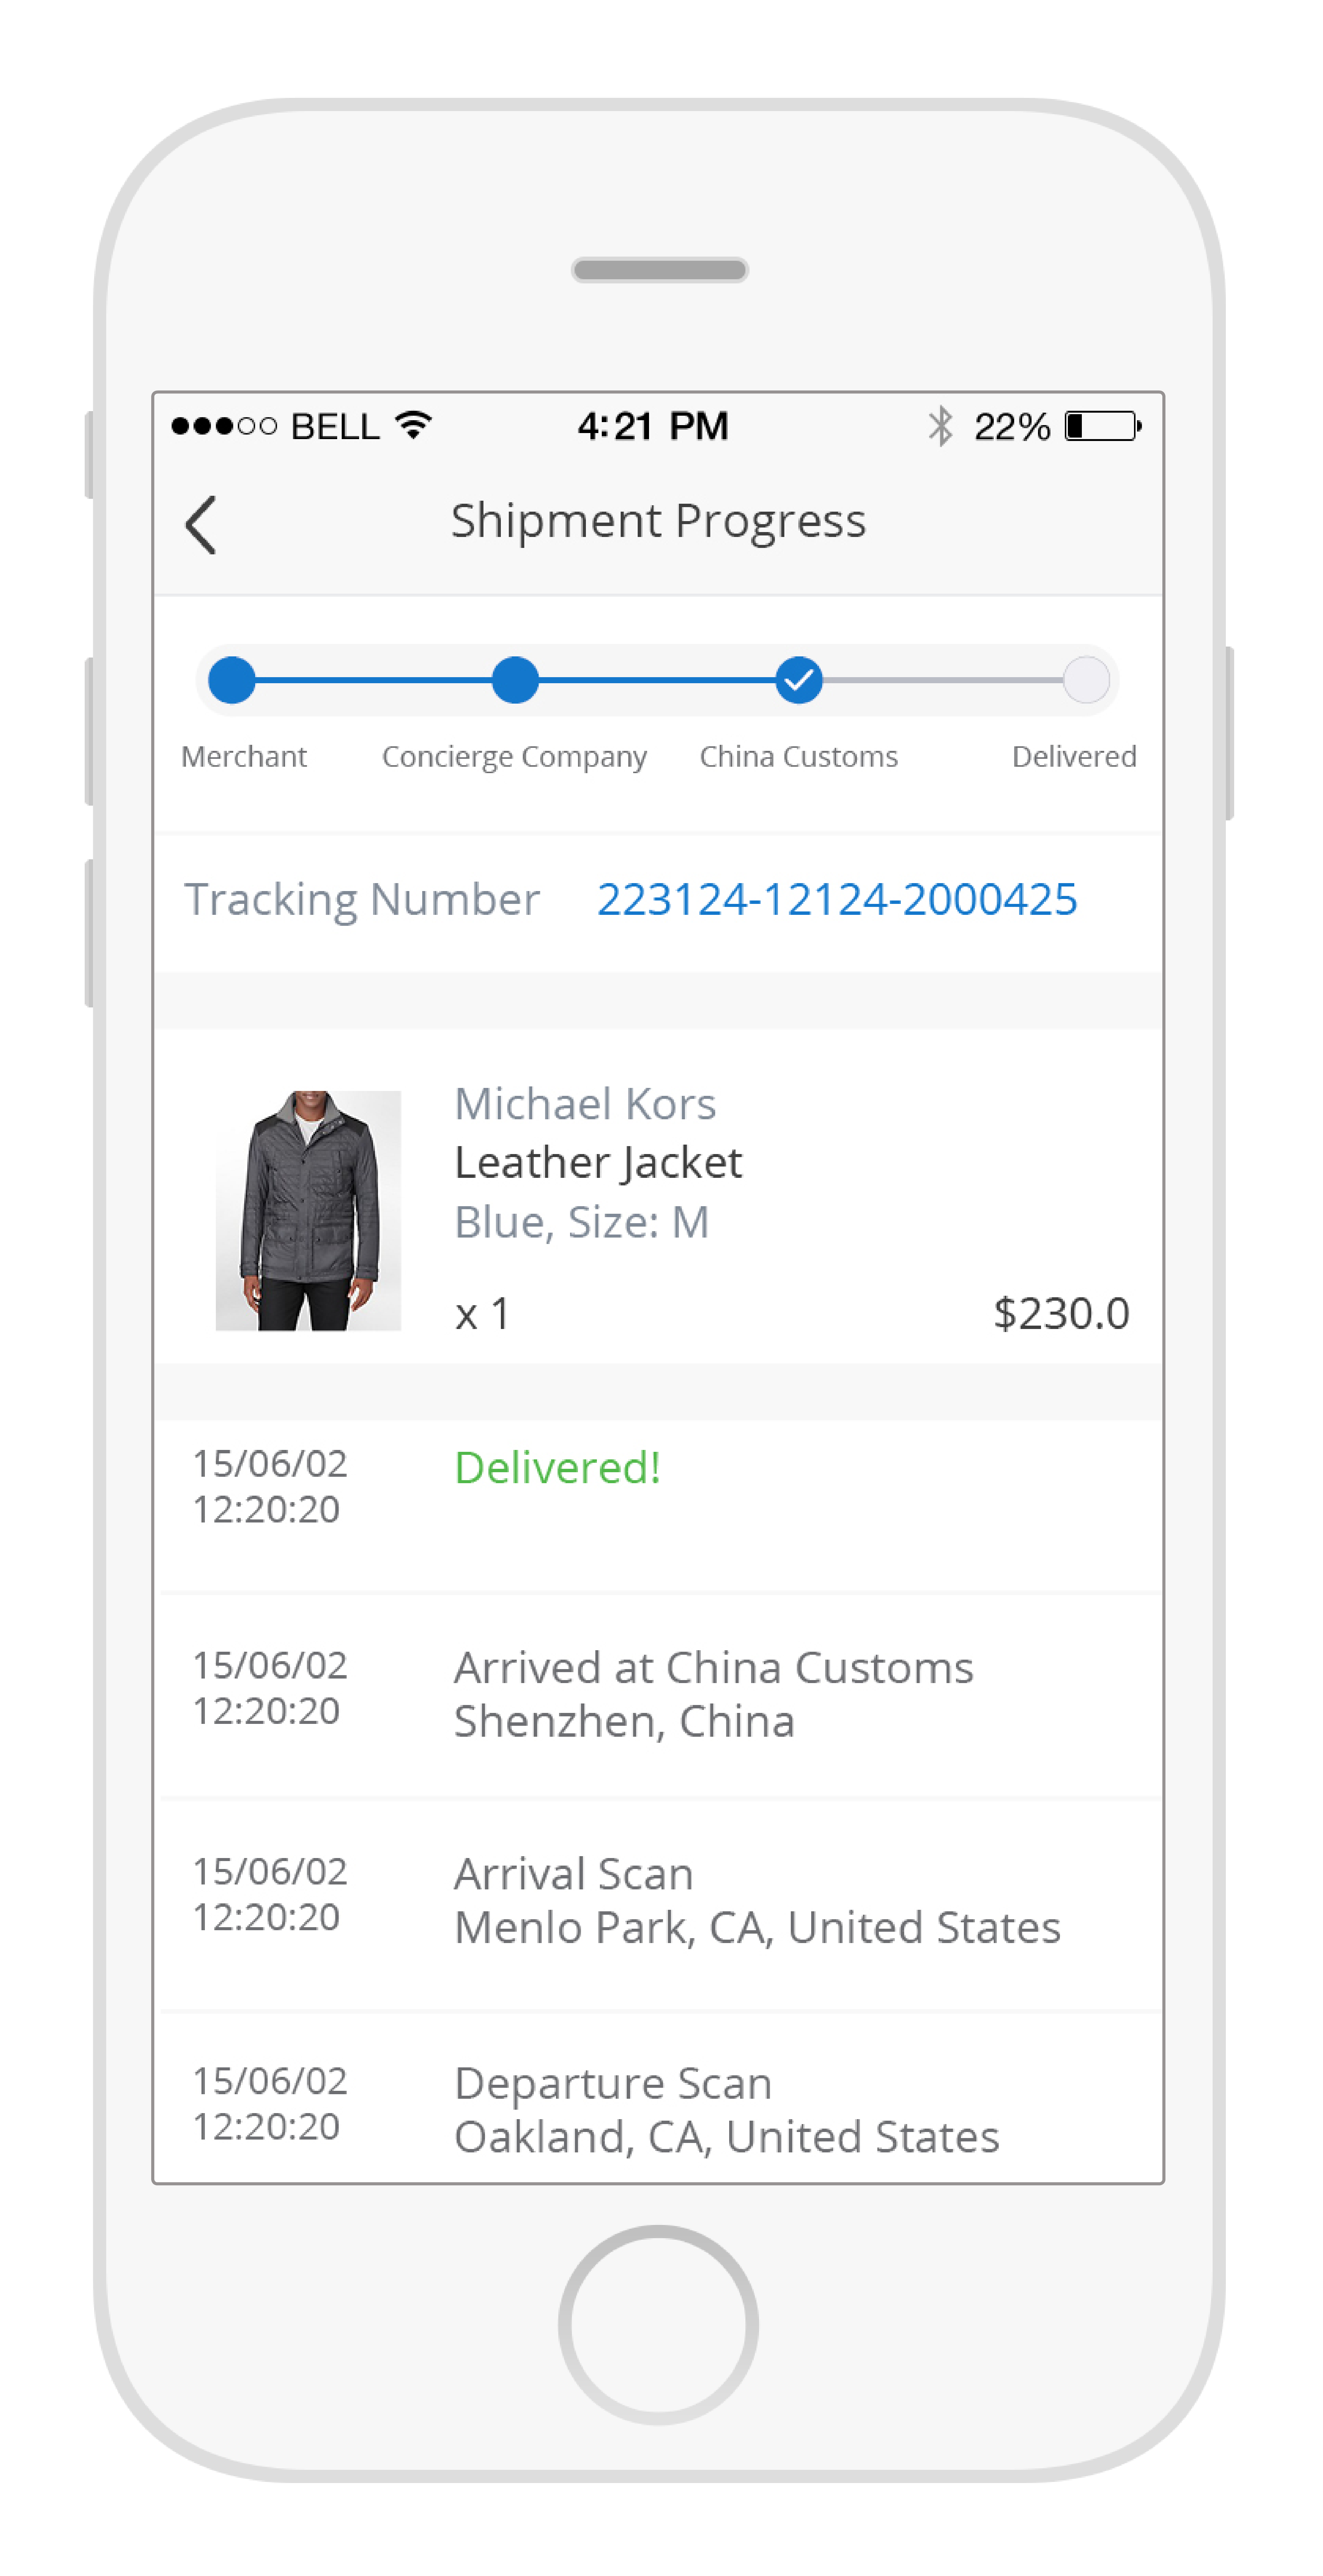 BELL 4:21 PM 22%
Shipment Progress
Merchant Concierge Company China Customs Delivered
Tracking Number 223124-12124-2000425
Michael Kors
Leather Jacket
Blue, Size: M
x 1 $230.0
15/06/02 Delivered!
12:20:20
15/06/02 Arrived at China Customs
12:20:20 Shenzhen, China
15/06/02 Arrival Scan
12:20:20 Menlo Park, CA, United States
15/06/02 Departure Scan
12:20:20 Oakland, CA, United States